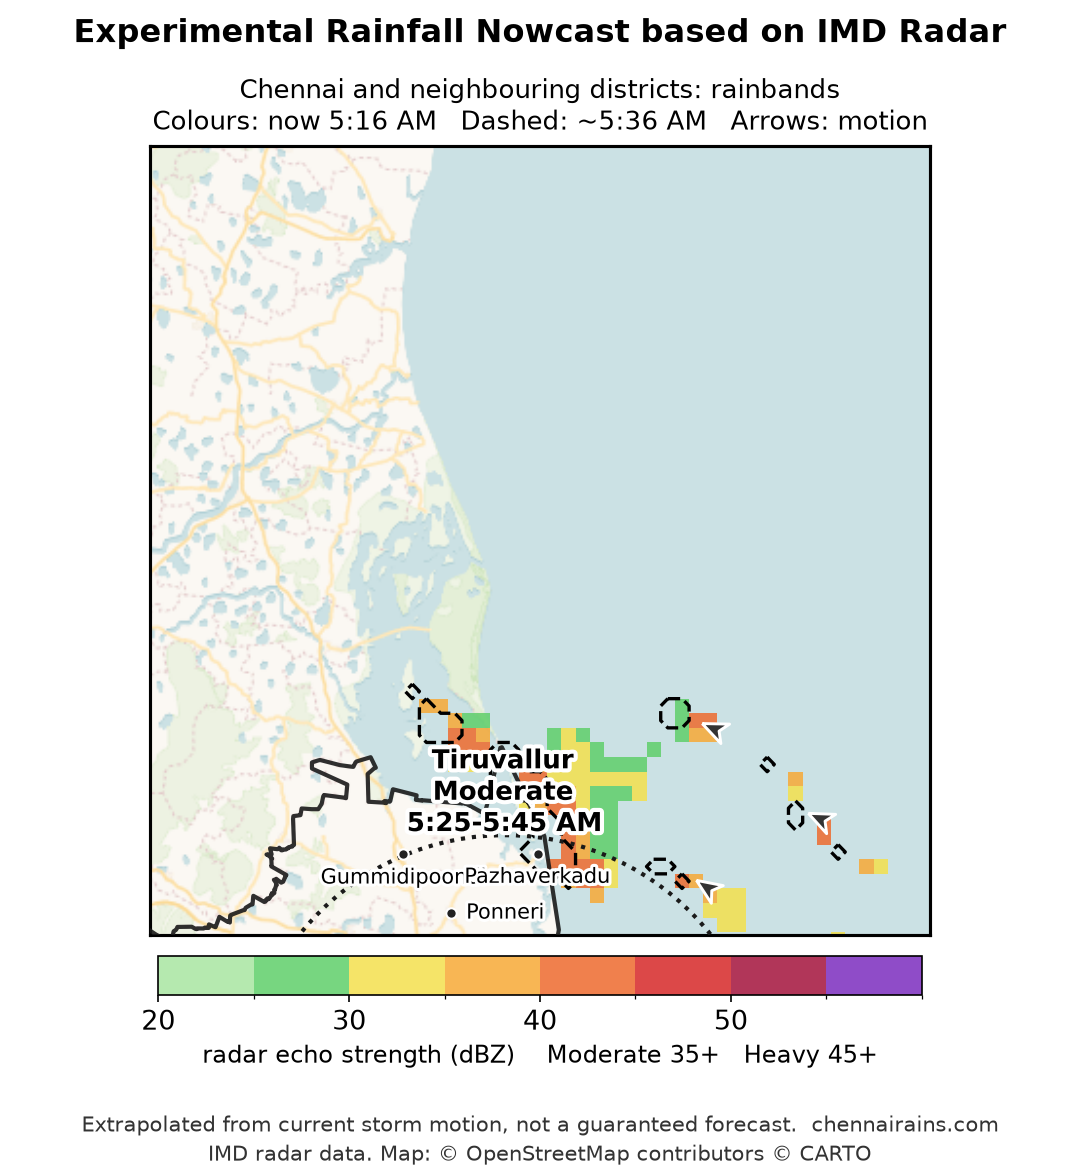 Experimental Rainfall Nowcast based on IMD Radar
Chennai and neighbouring districts: rainbands
Colours: now 5:16 AM   Dashed: ~5:36 AM   Arrows: motion
Tiruvallur
Moderate
5:25-5:45 AM
Gummidipoor
Pazhaverkadu
Ponneri
20 30 40 50
radar echo strength (dBZ)    Moderate 35+   Heavy 45+
Extrapolated from current storm motion, not a guaranteed forecast.  chennairains.com
IMD radar data. Map: © OpenStreetMap contributors © CARTO